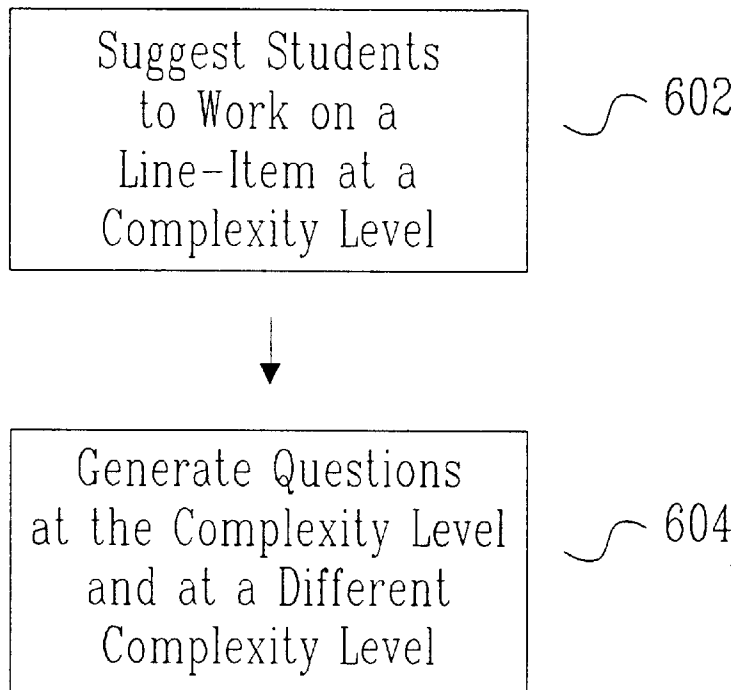 Suggest Students
to Work on a
Line-Item at a
Complexity Level
602
Generate Questions
at the Complexity Level
and at a Different
Complexity Level
604